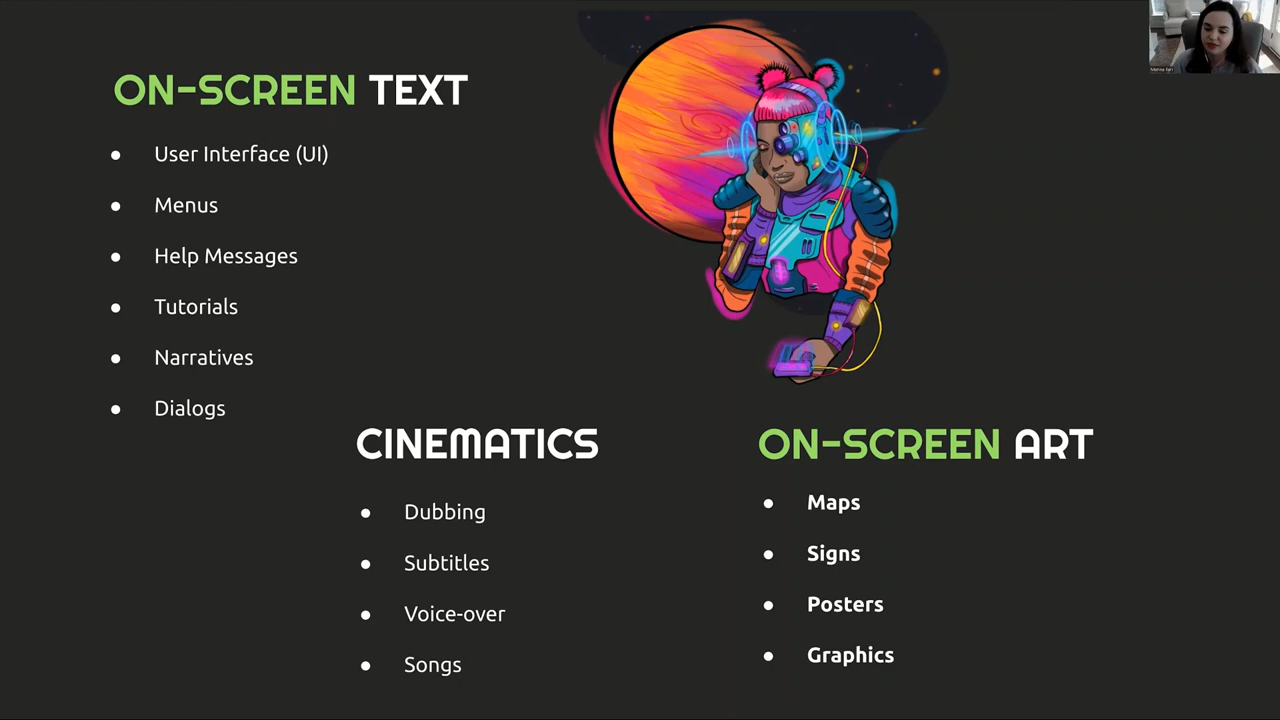 ON-SCREEN TEXT
● User Interface (UI)
● Menus
● Help Messages
● Tutorials
● Narratives
● Dialogs
CINEMATICS
● Dubbing
● Subtitles
● Voice-over
● Songs
ON-SCREEN ART
● Maps
● Signs
● Posters
● Graphics